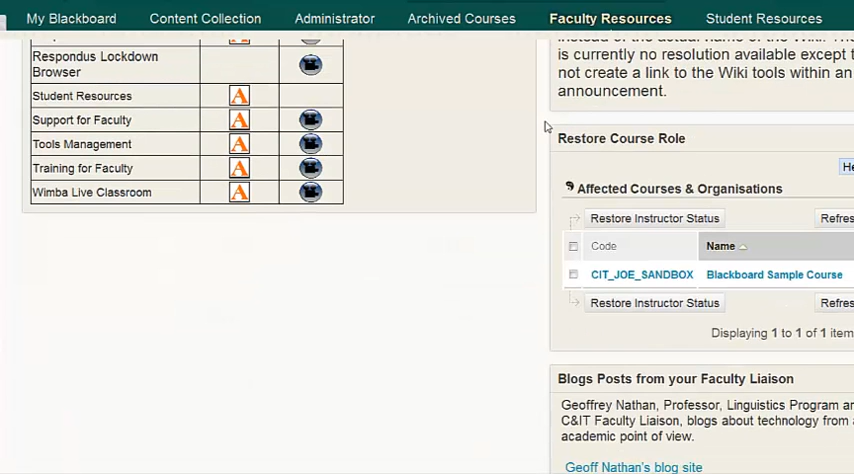 My Blackboard Content Collection Administrator Archived Courses Faculty Resources Student Resources
Respondus Lockdown
Browser
Student Resources A
Support for Faculty A
Tools Management A
Training for Faculty A
Wimba Live Classroom A
is currently no resolution available except
not create a link to the Wiki tools within an
announcement.
Restore Course Role
Affected Courses & Organisations
Restore Instructor Status
Code Name
CIT_JOE_SANDBOX Blackboard Sample Course
Restore Instructor Status
Displaying 1 to 1 of 1
Blogs Posts from your Faculty Liaison
Geoffrey Nathan, Professor, Linguistics Program
C&IT Faculty Liaison, blogs about technology from
academic point of view.
Geoff Nathan's blog site